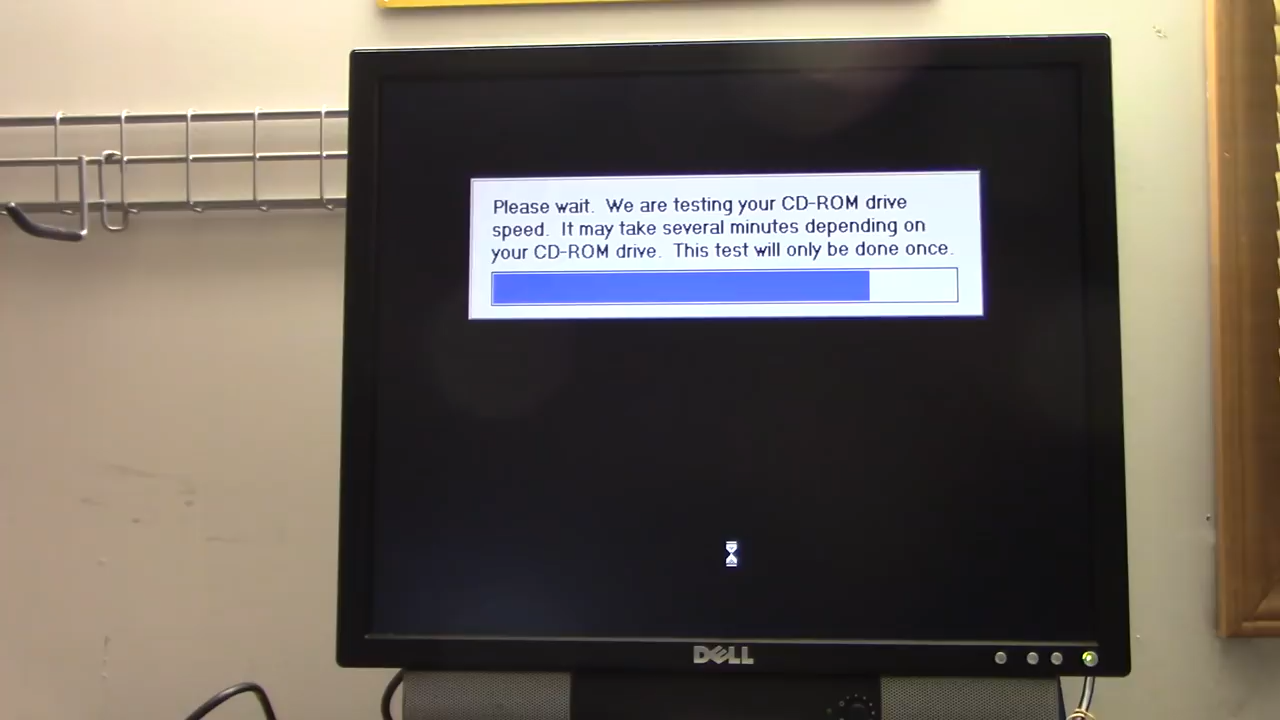 Please wait.  We are testing your CD-ROM drive
speed.  It may take several minutes depending on
your CD-ROM drive.  This test will only be done once.
DELL